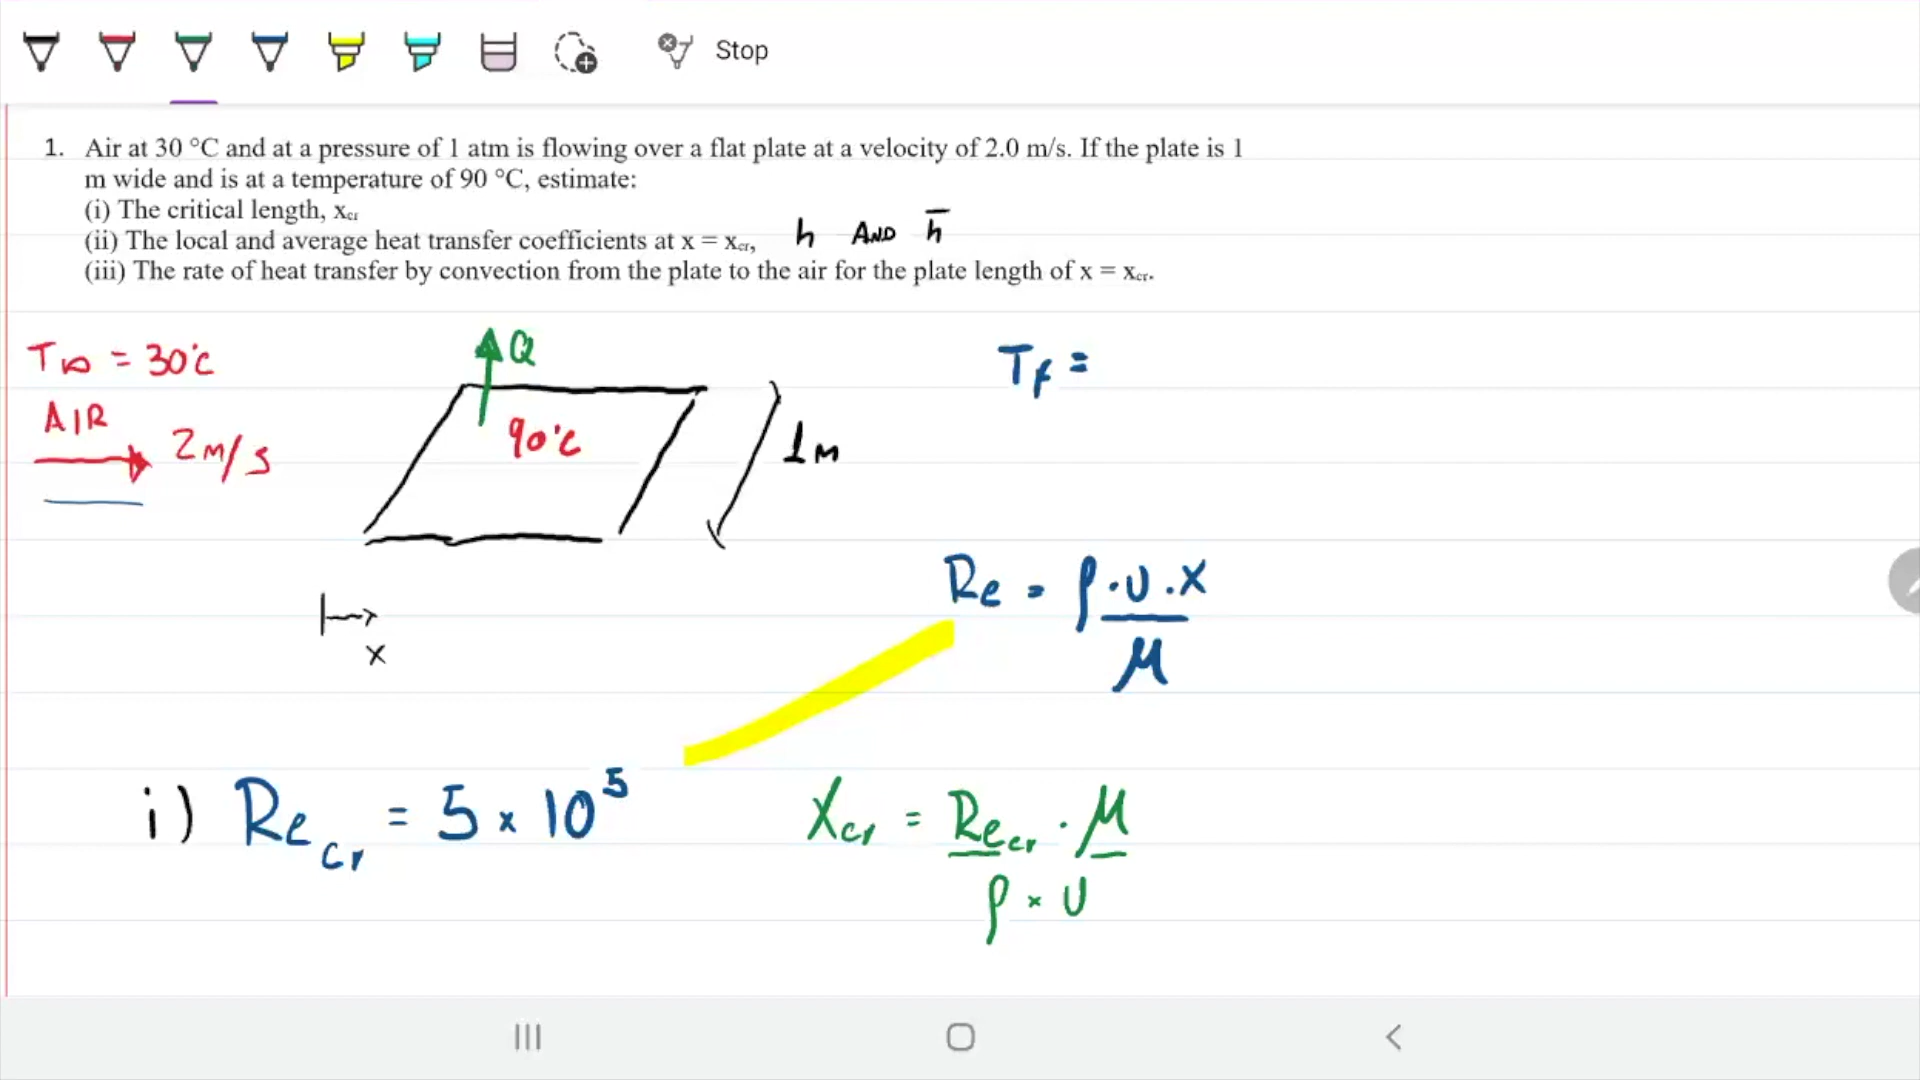 Stop
1. Air at 30 °C and at a pressure of 1 atm is flowing over a flat plate at a velocity of 2.0 m/s. If the plate is 1
m wide and is at a temperature of 90 °C, estimate:
(i) The critical length, xcr
(ii) The local and average heat transfer coefficients at x = xcr, h AND h̅
(iii) The rate of heat transfer by convection from the plate to the air for the plate length of x = xcr.
T∞ = 30°C
Q
Tf =
AIR
2 m/s
90°C
1m
Re = ρ·U·x
μ
x
i) Recr = 5 × 10⁵
Xcr = Recr · μ
ρ × U